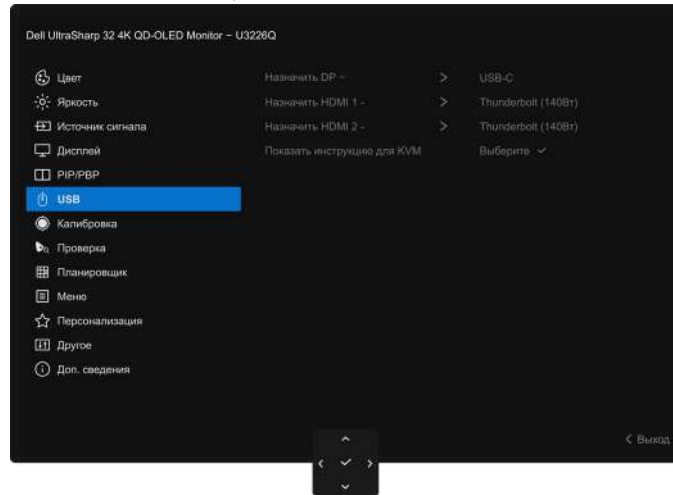 Dell UltraSharp 32 4K QD-OLED Monitor – U3226Q
Цвет
Яркость
Источник сигнала
Дисплей
PIP/PBP
USB
Калибровка
Проверка
Планировщик
Меню
Персонализация
Другое
Доп. сведения
Назначить DP - > USB-C
Назначить HDMI 1 - > Thunderbolt (140Вт)
Назначить HDMI 2 - > Thunderbolt (140Вт)
Показать инструкцию для KVM Выберите ✓
< Выход